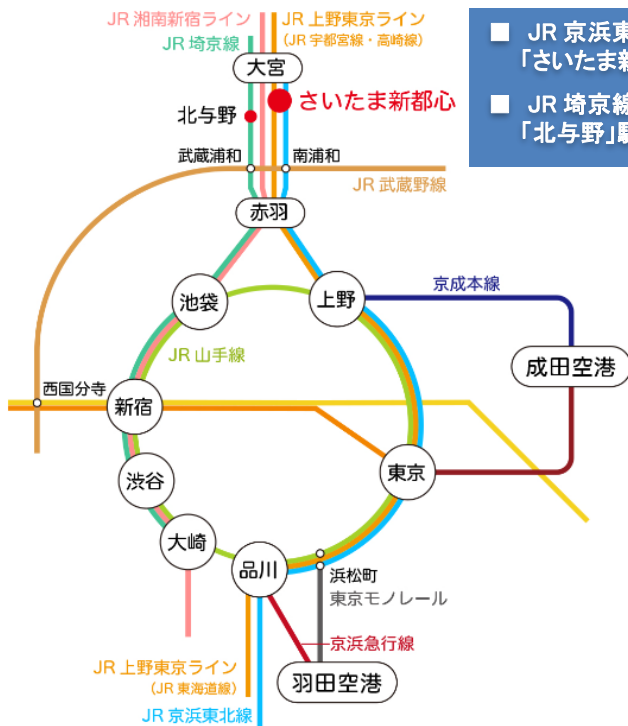 JR 湘南新宿ライン
JR 上野東京ライン
(JR 宇都宮線・高崎線)
JR 埼京線
大宮
■ JR 京浜東
「さいたま新
■ JR 埼京線
「北与野」駅
さいたま新都心
北与野
武蔵浦和
南浦和
JR 武蔵野線
赤羽
池袋
上野
京成本線
JR 山手線
成田空港
西国分寺
新宿
東京
渋谷
大崎
品川
浜松町
東京モノレール
京浜急行線
JR 上野東京ライン
(JR 東海道線)
羽田空港
JR 京浜東北線